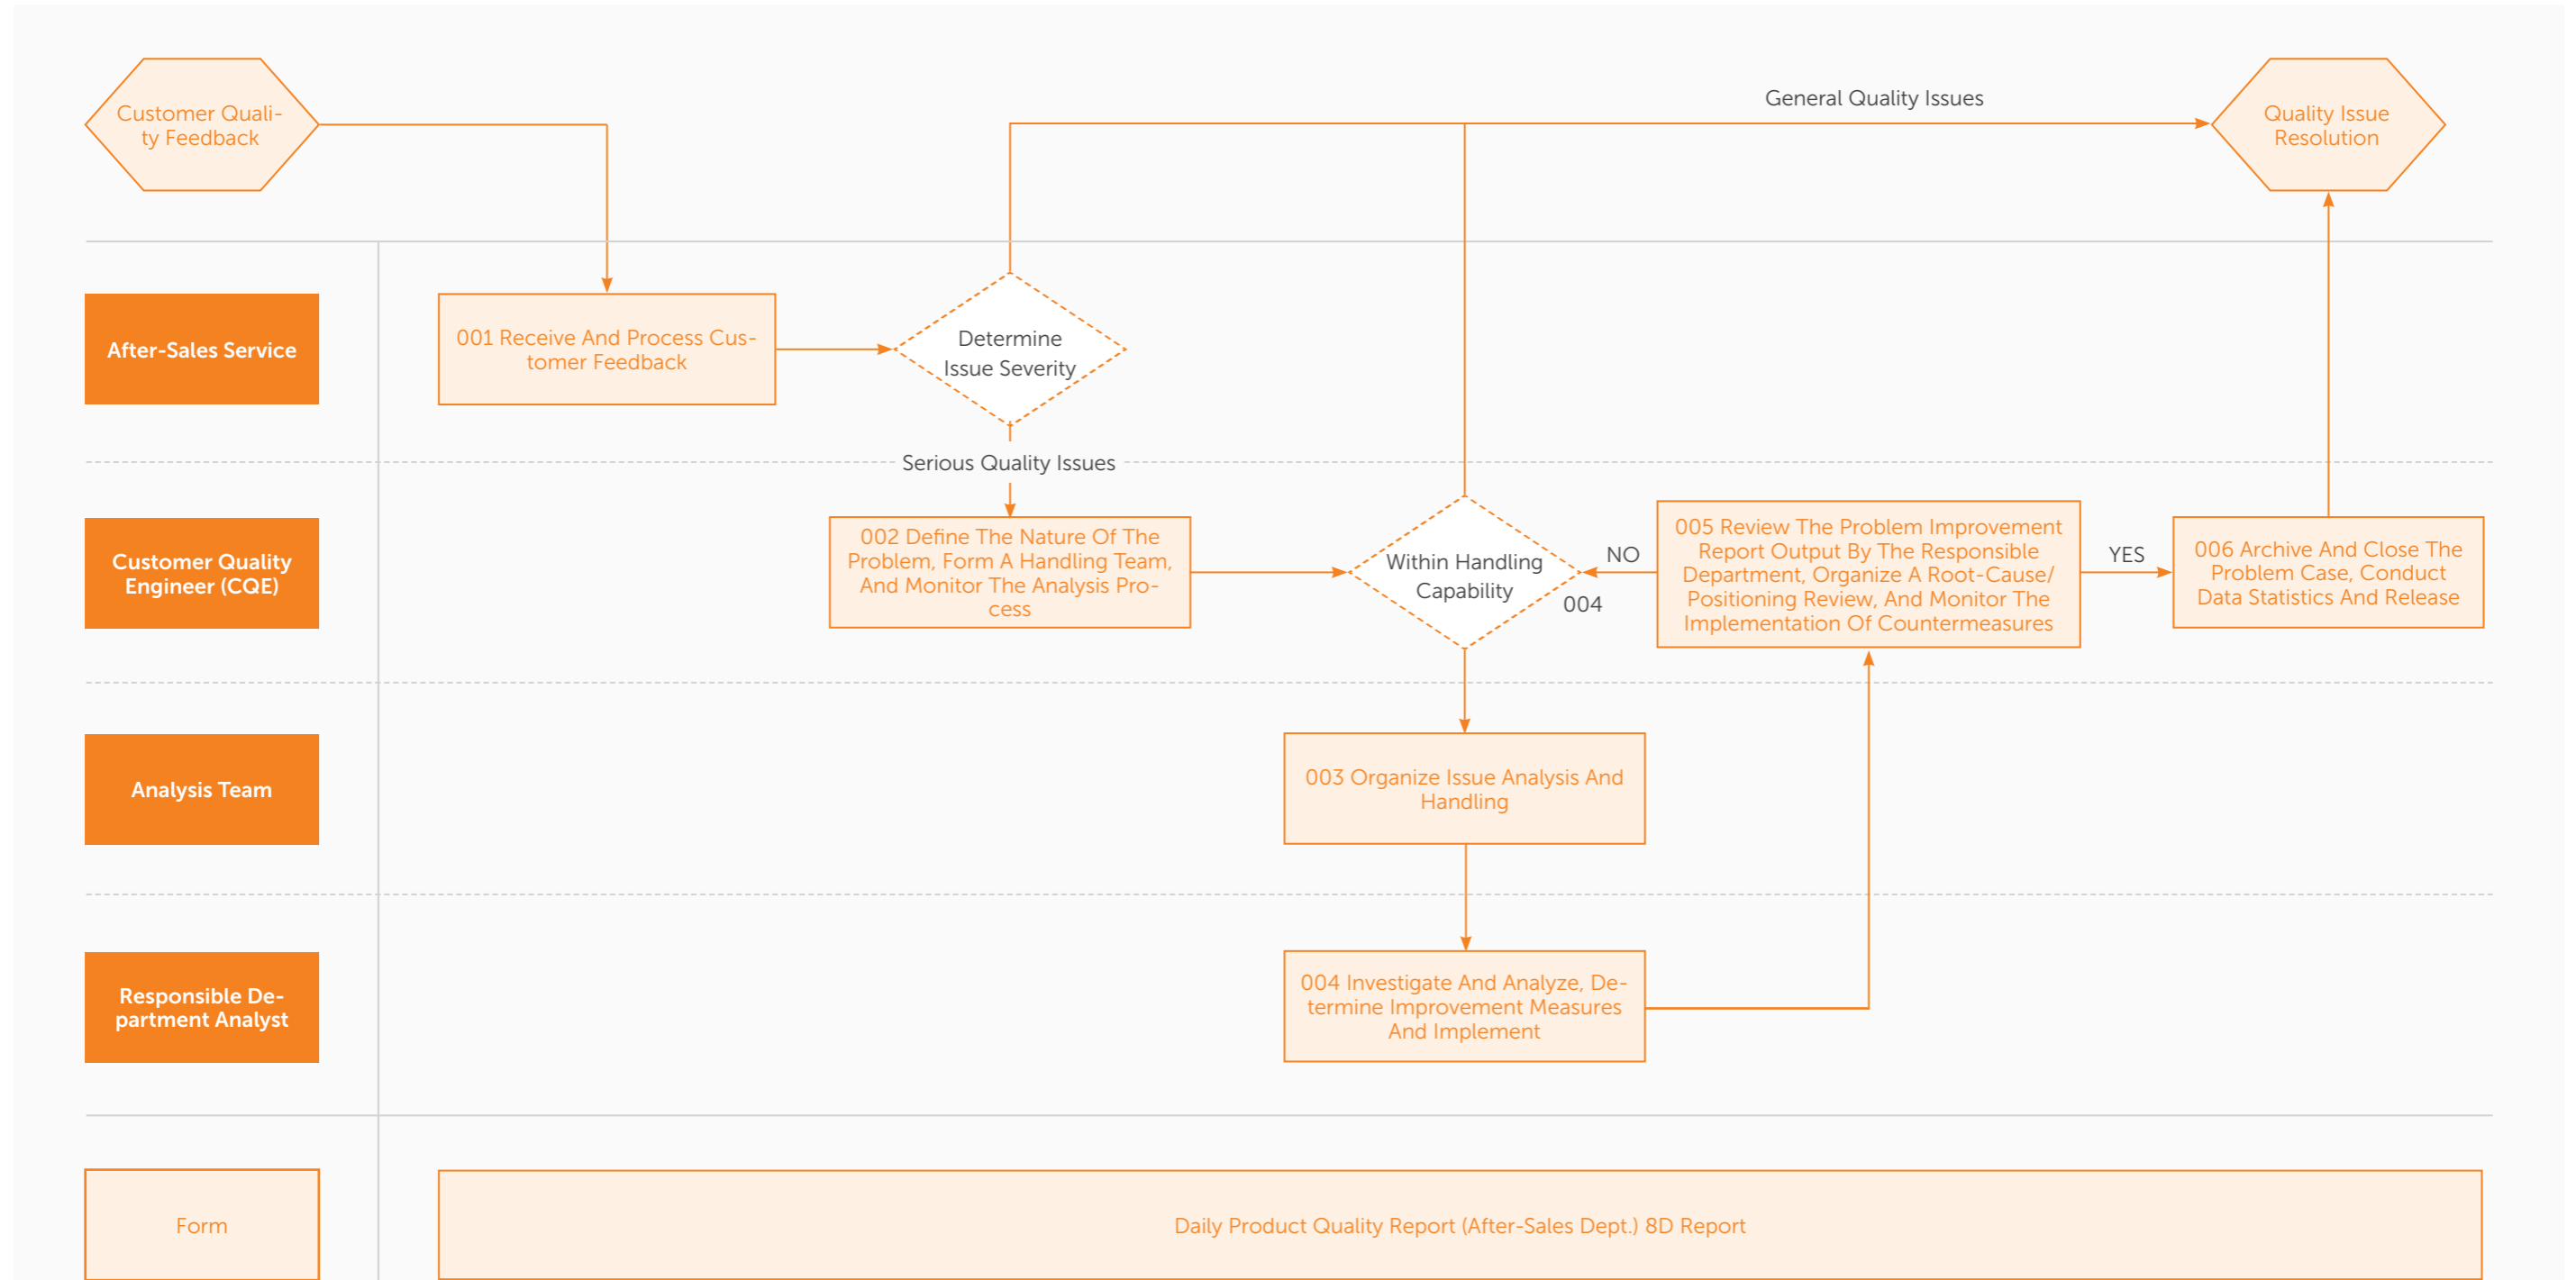 Customer Quali-
ty Feedback
General Quality Issues
Quality Issue
Resolution
After-Sales Service
001 Receive And Process Cus-
tomer Feedback
Determine
Issue Severity
Serious Quality Issues
Customer Quality
Engineer (CQE)
002 Define The Nature Of The
Problem, Form A Handling Team,
And Monitor The Analysis Pro-
cess
Within Handling
Capability
NO
004
005 Review The Problem Improvement
Report Output By The Responsible
Department, Organize A Root-Cause/
Positioning Review, And Monitor The
Implementation Of Countermeasures
YES
006 Archive And Close The
Problem Case, Conduct
Data Statistics And Release
Analysis Team
003 Organize Issue Analysis And
Handling
Responsible De-
partment Analyst
004 Investigate And Analyze, De-
termine Improvement Measures
And Implement
Form
Daily Product Quality Report (After-Sales Dept.) 8D Report